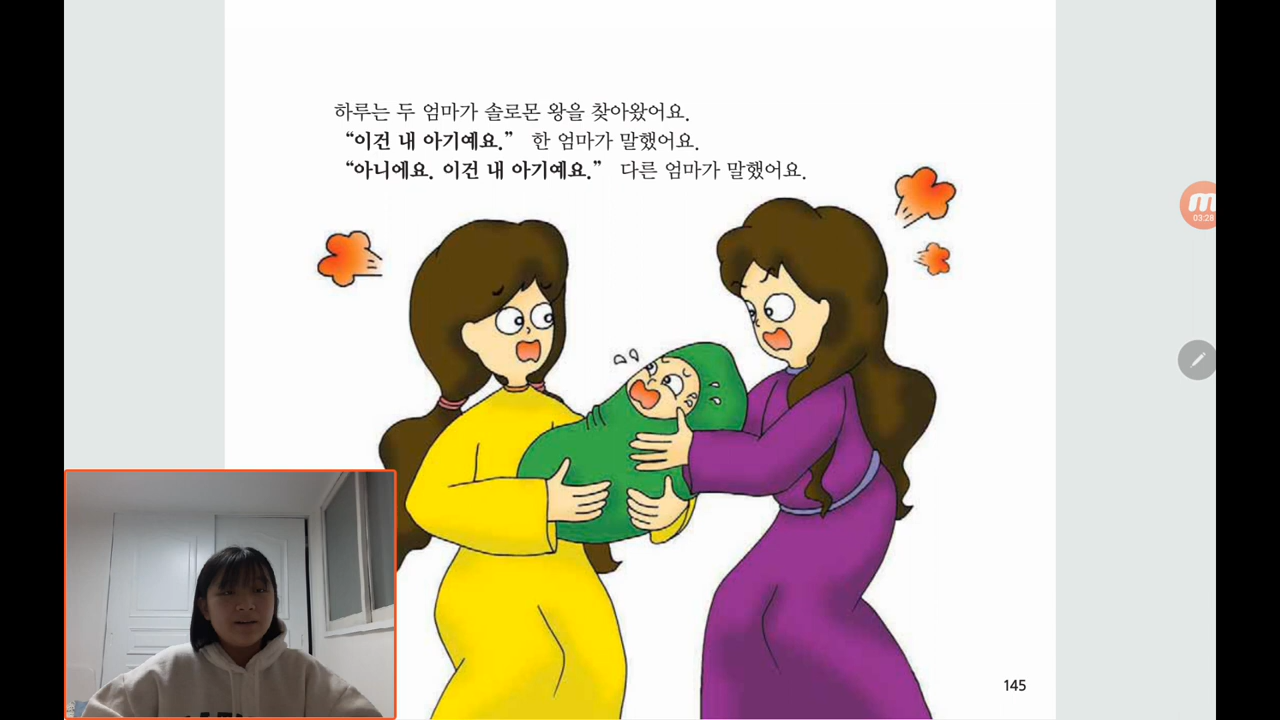 하루는 두 엄마가 솔로몬 왕을 찾아왔어요.
“이건 내 아기예요.” 한 엄마가 말했어요.
“아니에요. 이건 내 아기예요.” 다른 엄마가 말했어요.
03:28
145